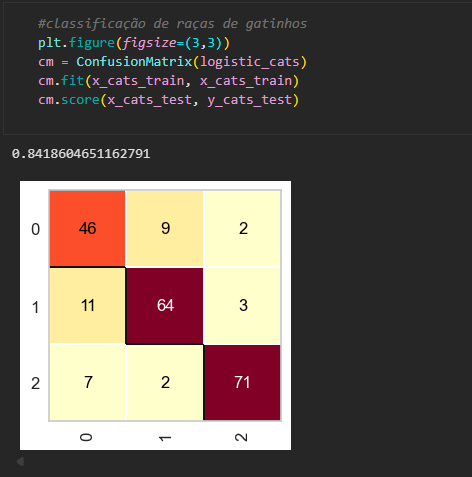 #classificação de raças de gatinhos
plt.figure(figsize=(3,3))
cm = ConfusionMatrix(logistic_cats)
cm.fit(x_cats_train, x_cats_train)
cm.score(x_cats_test, y_cats_test)
0.8418604651162791
0 46 9 2
1 11 64 3
2 7 2 71
0 1 2